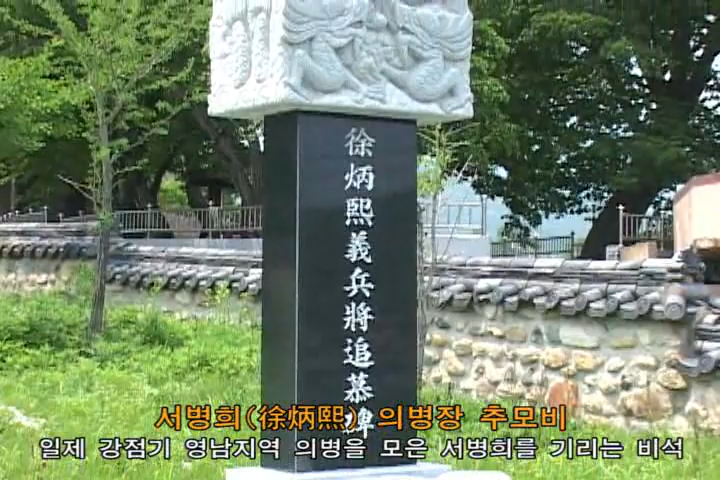 徐炳熙義兵將追慕碑
서병희(徐炳熙) 의병장 추모비
일제 강점기 영남지역 의병을 모은 서병희를 기리는 비석